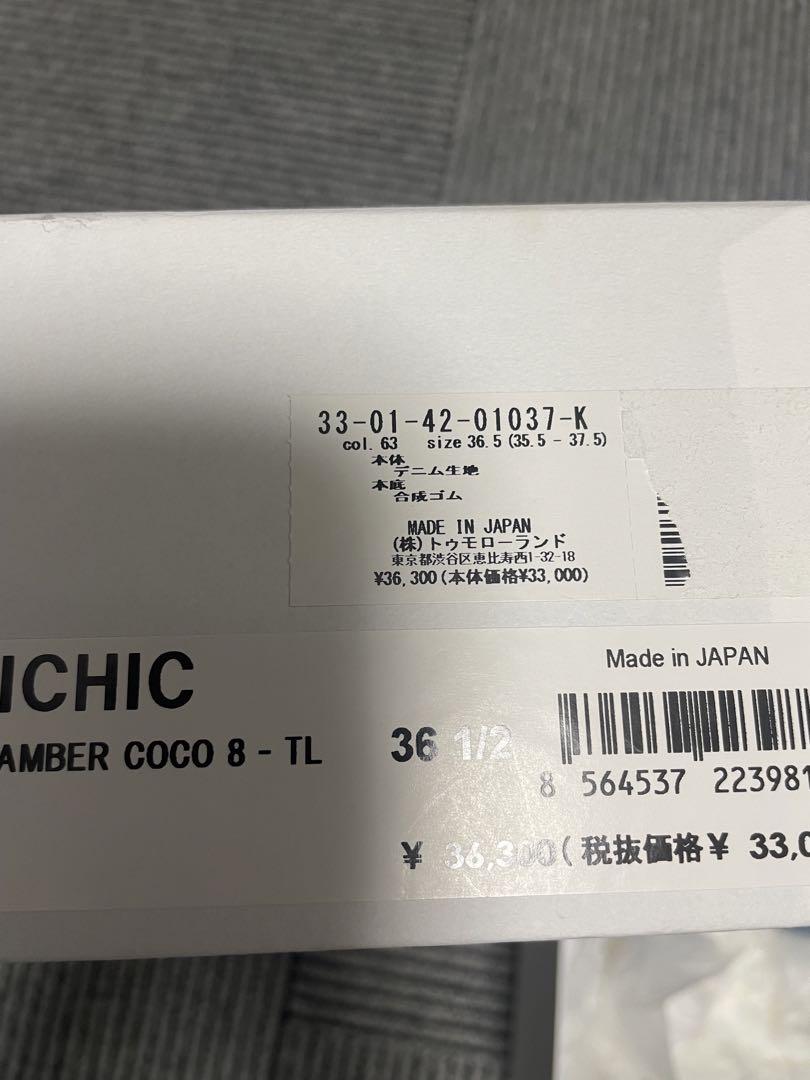 33-01-42-01037-K
col. 63 size 36.5 (35.5 - 37.5)
本体
デニム生地
本底
合成ゴム
MADE IN JAPAN
(株)トゥモローランド
東京都渋谷区恵比寿西1-32-18
¥36,300(本体価格¥33,000)
ICHIC
Made in JAPAN
AMBER COCO 8 - TL
36 1/2
8 564537 223981
¥ 36,300(税抜価格¥ 33,0